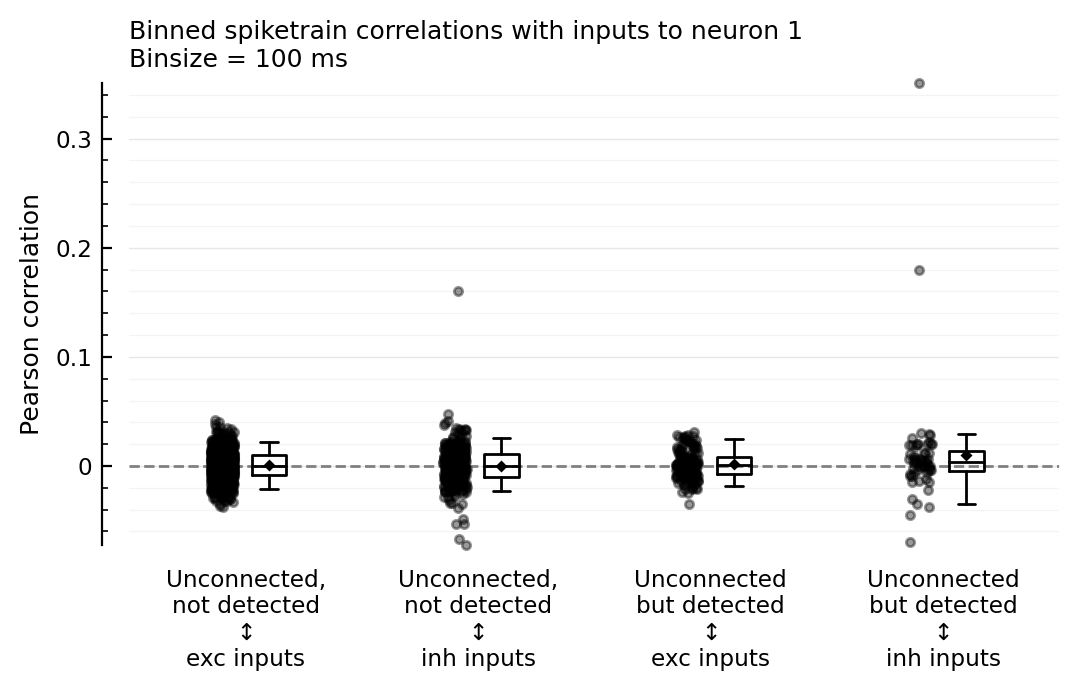 Binned spiketrain correlations with inputs to neuron 1
Binsize = 100 ms
Pearson correlation
0.3
0.2
0.1
0
Unconnected,
not detected
↕
exc inputs
Unconnected,
not detected
↕
inh inputs
Unconnected
but detected
↕
exc inputs
Unconnected
but detected
↕
inh inputs